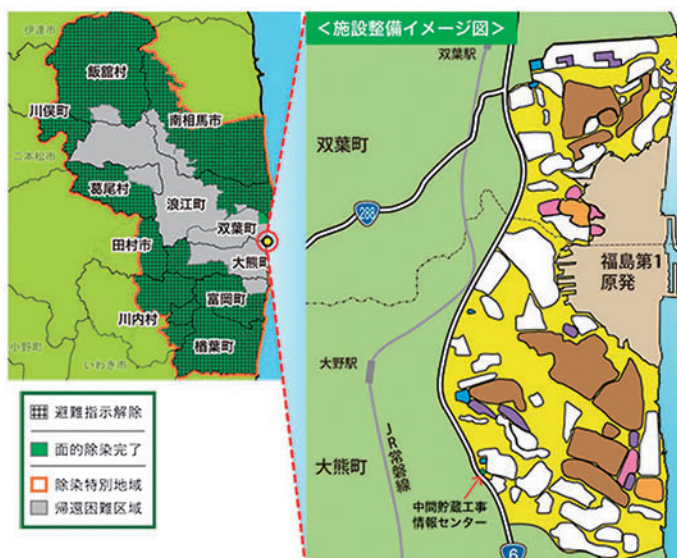 伊達市
飯舘村
川俣町
南相馬市
二本松市
葛尾村
浪江町
双葉町
田村市
大熊町
富岡町
川内村
小野町
いわき市
楢葉町
避難指示解除
面的除染完了
除染特別地域
帰還困難区域
＜施設整備イメージ図＞
双葉駅
双葉町
288
福島第1
原発
大野駅
JR常磐線
大熊町
中間貯蔵工事
情報センター
6